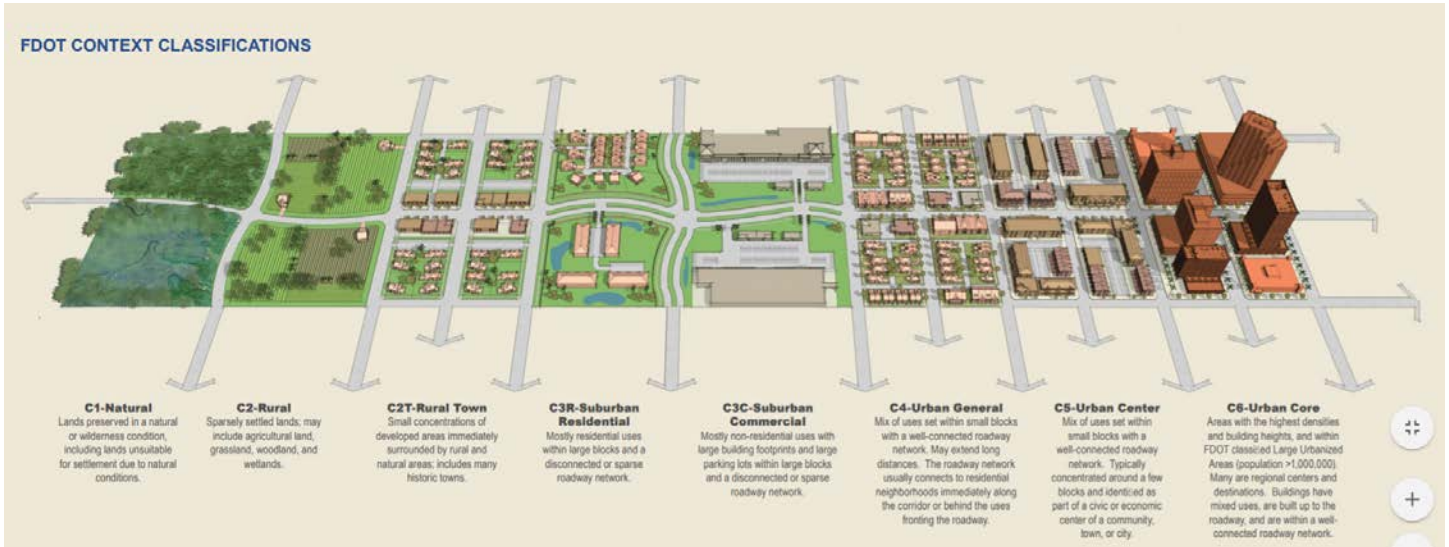 FDOT CONTEXT CLASSIFICATIONS
C1-Natural
Lands preserved in a natural
or wilderness condition,
including lands unsuitable
for settlement due to natural
conditions.
C2-Rural
Sparsely settled lands; may
include agricultural land,
grassland, woodland, and
wetlands.
C2T-Rural Town
Small concentrations of
developed areas immediately
surrounded by rural and
natural areas; includes many
historic towns.
C3R-Suburban
Residential
Mostly residential uses
within large blocks and a
disconnected or sparse
roadway network.
C3C-Suburban
Commercial
Mostly non-residential uses with
large building footprints and large
parking lots within large blocks
and a disconnected or sparse
roadway network.
C4-Urban General
Mix of uses set within small blocks
with a well-connected roadway
network. May extend long
distances. The roadway network
usually connects to residential
neighborhoods immediately along
the corridor or behind the uses
fronting the roadway.
C5-Urban Center
Mix of uses set within
small blocks with a
well-connected roadway
network. Typically
concentrated around a few
blocks and identified as
part of a civic or economic
center of a community,
town, or city.
C6-Urban Core
Areas with the highest densities
and building heights, and within
FDOT classified Large Urbanized
Areas (population >1,000,000).
Many are regional centers and
destinations. Buildings have
mixed uses, are built up to the
roadway, and are within a well-
connected roadway network.